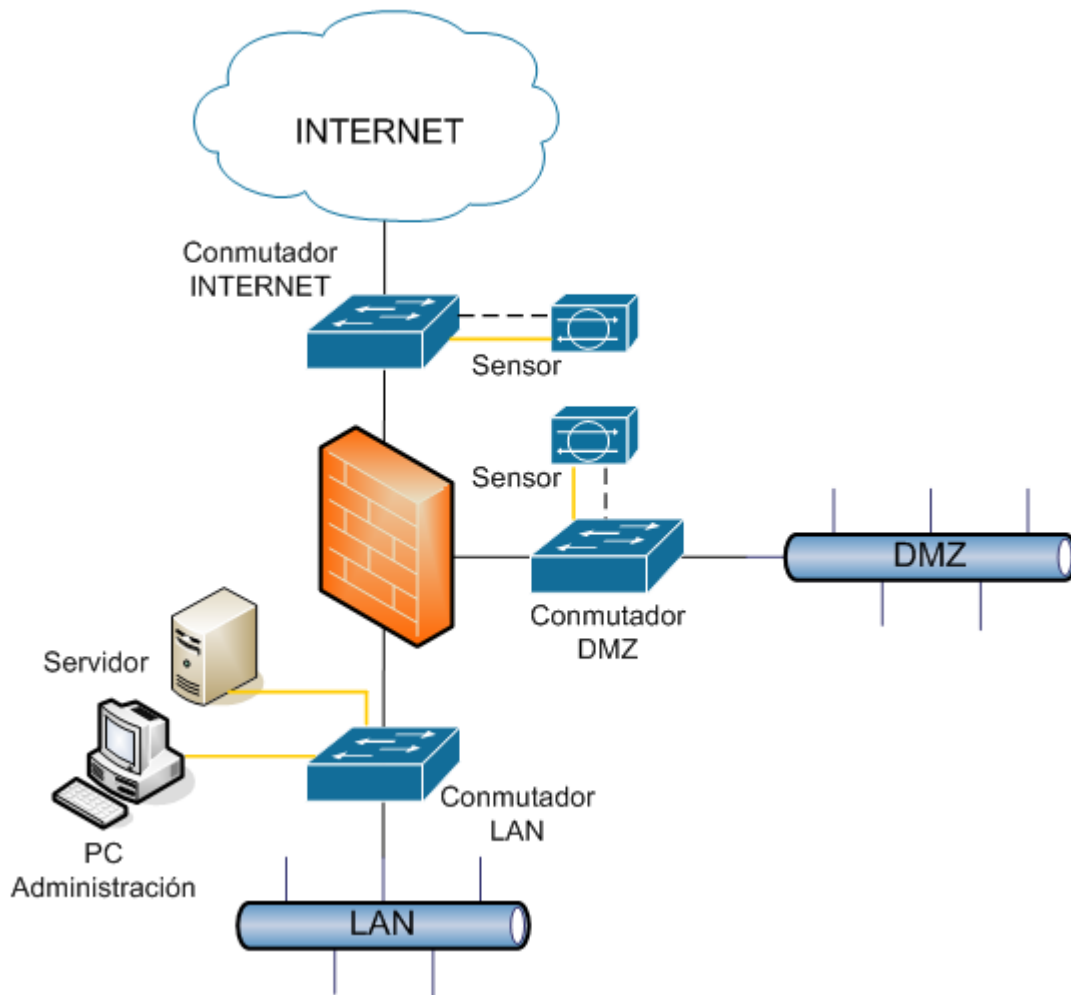 INTERNET
Conmutador
INTERNET
Sensor
Sensor
DMZ
Conmutador
DMZ
Servidor
Conmutador
LAN
PC
Administración
LAN